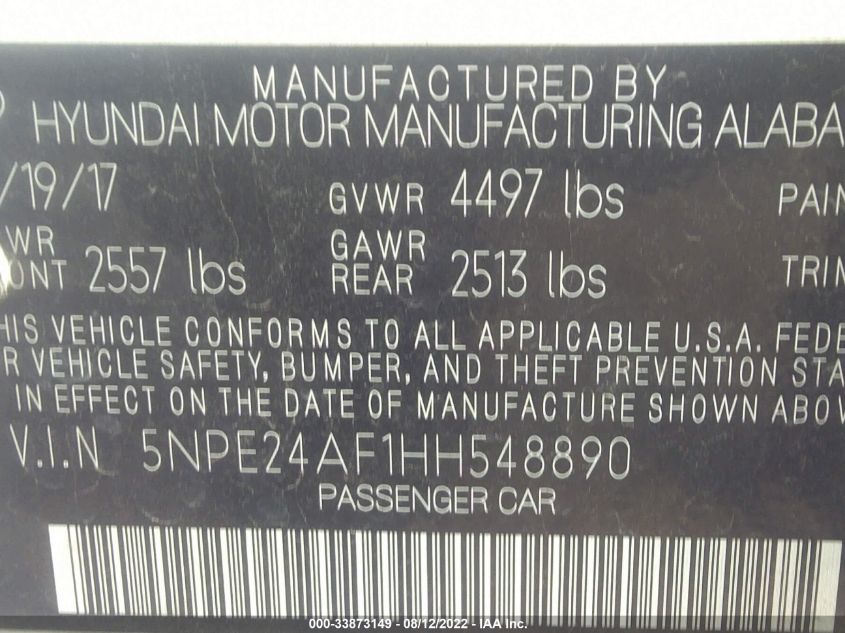 MANUFACTURED BY
HYUNDAI MOTOR MANUFACTURING ALABA
/19/17 GVWR 4497 lbs PAIN
WR GAWR
ONT 2557 lbs REAR 2513 lbs TRIM
HIS VEHICLE CONFORMS TO ALL APPLICABLE U.S.A. FEDE
R VEHICLE SAFETY, BUMPER, AND THEFT PREVENTION STA
IN EFFECT ON THE DATE OF MANUFACTURE SHOWN ABOV
V.I.N 5NPE24AF1HH548890
PASSENGER CAR
000-33873149 - 08/12/2022 - IAA Inc.